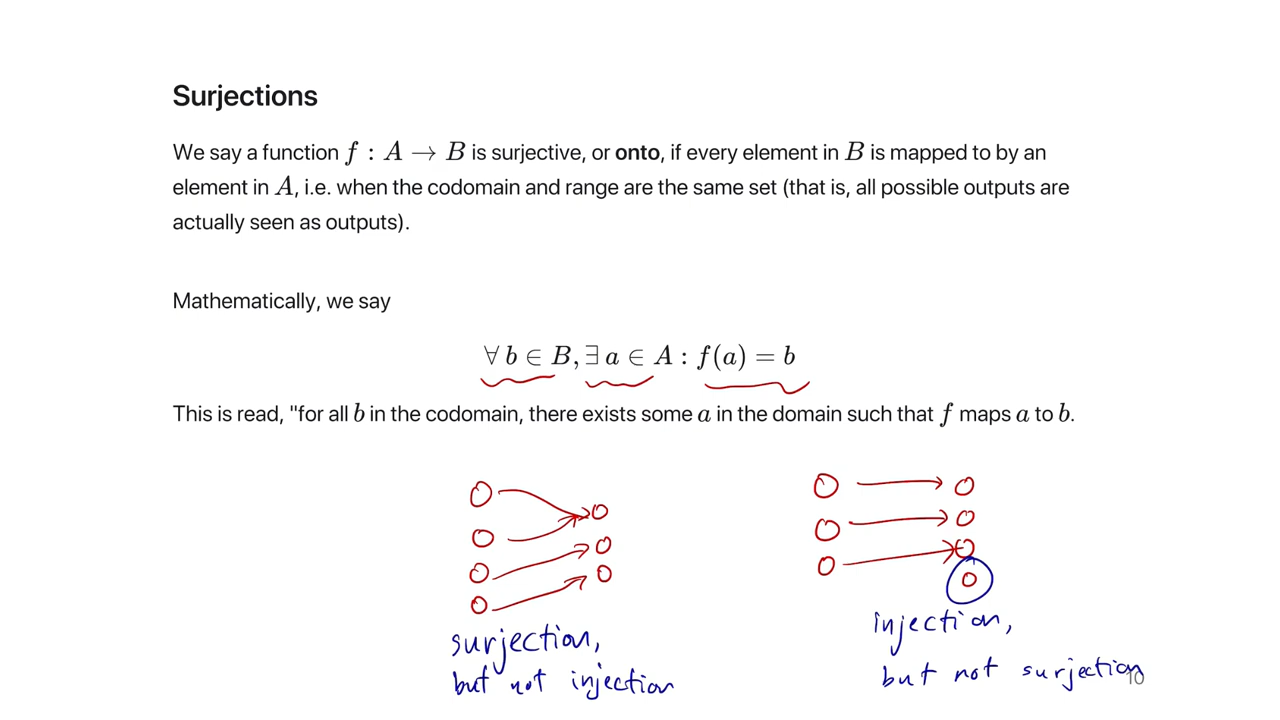 Surjections
We say a function f : A → B is surjective, or onto, if every element in B is mapped to by an
element in A, i.e. when the codomain and range are the same set (that is, all possible outputs are
actually seen as outputs).
Mathematically, we say
∀ b ∈ B, ∃ a ∈ A : f(a) = b
This is read, "for all b in the codomain, there exists some a in the domain such that f maps a to b.
surjection,
but not injection
injection,
but not surjection
10